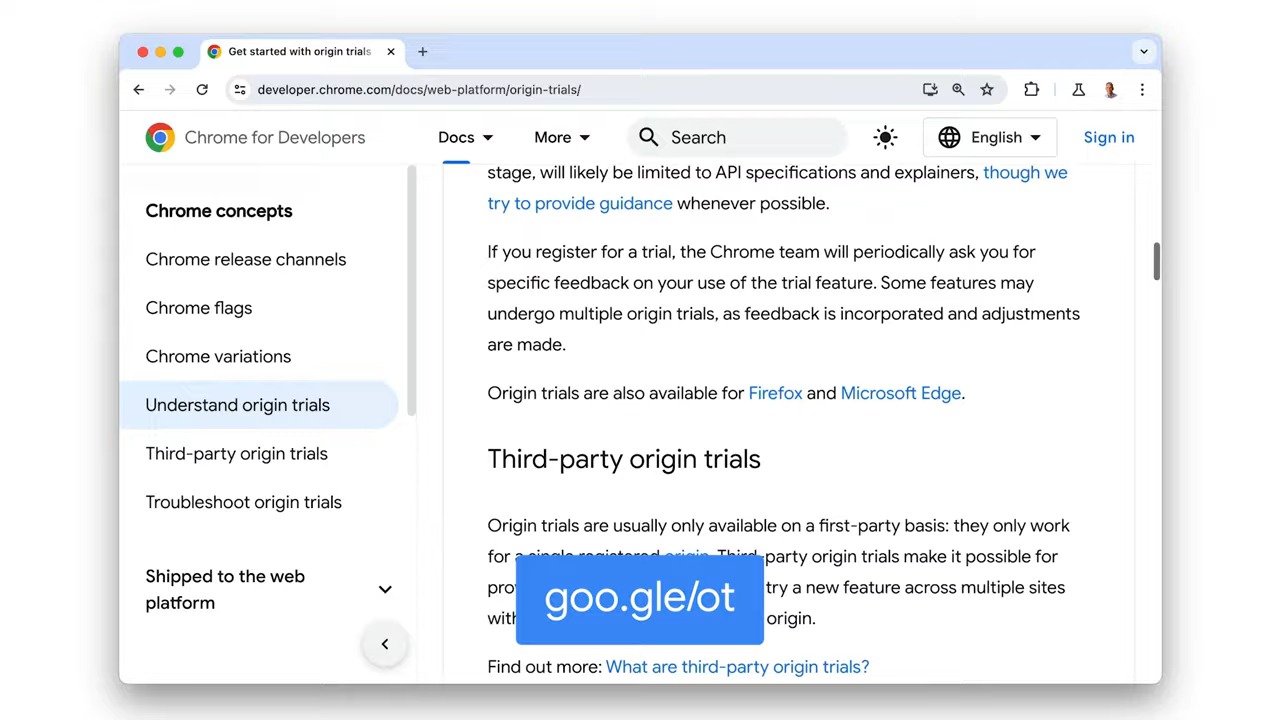 Get started with origin trials
developer.chrome.com/docs/web-platform/origin-trials/
Chrome for Developers
Docs
More
Search
English
Sign in
Chrome concepts
Chrome release channels
Chrome flags
Chrome variations
Understand origin trials
Third-party origin trials
Troubleshoot origin trials
Shipped to the web
platform
stage, will likely be limited to API specifications and explainers, though we
try to provide guidance whenever possible.
If you register for a trial, the Chrome team will periodically ask you for
specific feedback on your use of the trial feature. Some features may
undergo multiple origin trials, as feedback is incorporated and adjustments
are made.
Origin trials are also available for Firefox and Microsoft Edge.
Third-party origin trials
Origin trials are usually only available on a first-party basis: they only work
for a single registered origin. Third-party origin trials make it possible for
try a new feature across multiple sites
origin.
goo.gle/ot
Find out more: What are third-party origin trials?